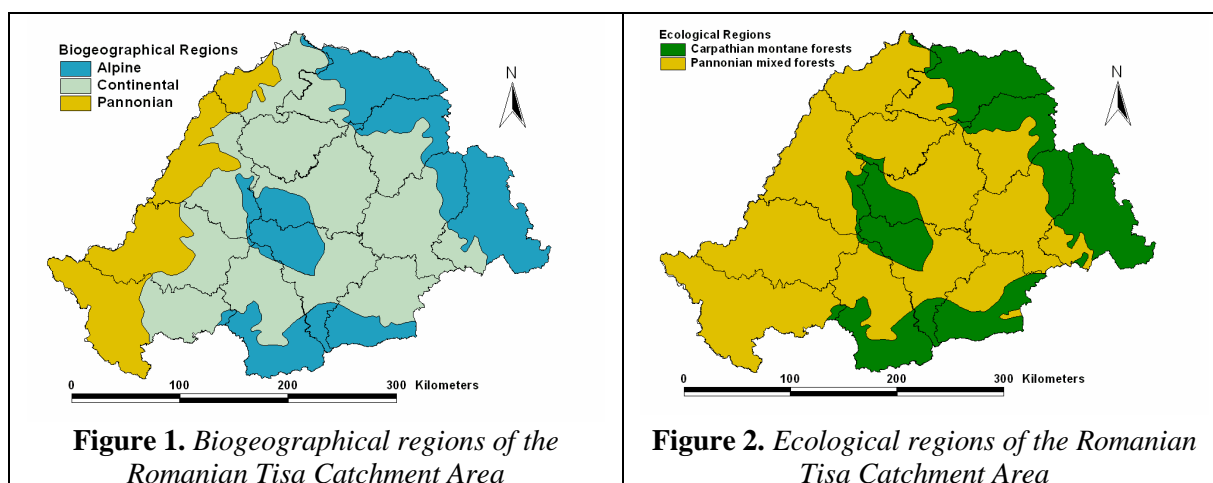 Biogeographical Regions
Alpine
Continental
Pannonian
N
0 100 200 300 Kilometers
Figure 1. Biogeographical regions of the
Romanian Tisa Catchment Area
Ecological Regions
Carpathian montane forests
Pannonian mixed forests
N
0 100 200 300 Kilometers
Figure 2. Ecological regions of the Romanian
Tisa Catchment Area